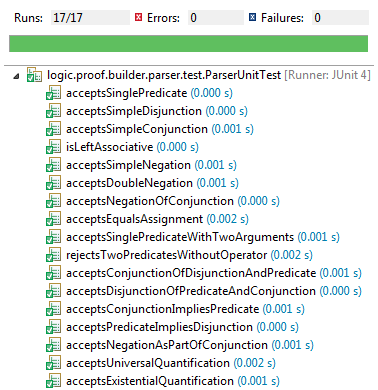 Runs: 17/17 Errors: 0 Failures: 0
logic.proof.builder.parser.test.ParserUnitTest [Runner: JUnit 4]
acceptsSinglePredicate (0.000 s)
acceptsSimpleDisjunction (0.000 s)
acceptsSimpleConjunction (0.001 s)
isLeftAssociative (0.000 s)
acceptsSimpleNegation (0.001 s)
acceptsDoubleNegation (0.001 s)
acceptsNegationOfConjunction (0.000 s)
acceptsEqualsAssignment (0.002 s)
acceptsSinglePredicateWithTwoArguments (0.001 s)
rejectsTwoPredicatesWithoutOperator (0.002 s)
acceptsConjunctionOfDisjunctionAndPredicate (0.001 s)
acceptsDisjunctionOfPredicateAndConjunction (0.000 s)
acceptsConjunctionImpliesPredicate (0.001 s)
acceptsPredicateImpliesDisjunction (0.000 s)
acceptsNegationAsPartOfConjunction (0.001 s)
acceptsUniversalQuantification (0.002 s)
acceptsExistentialQuantification (0.001 s)